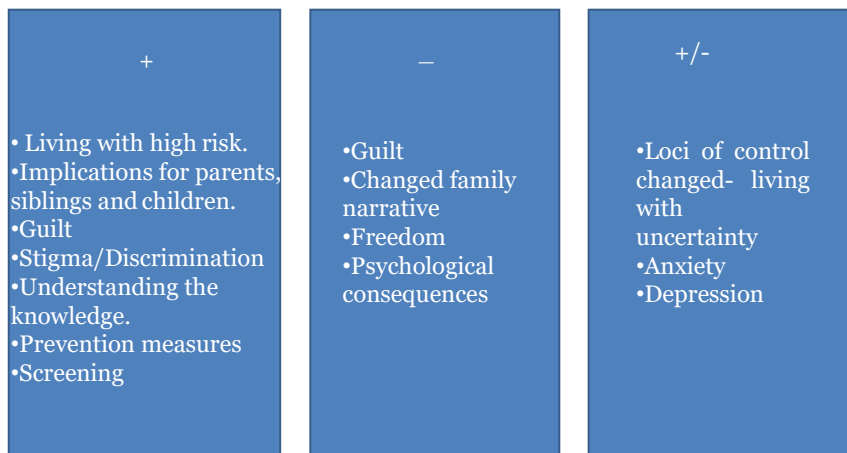 +
• Living with high risk.
•Implications for parents,
siblings and children.
•Guilt
•Stigma/Discrimination
•Understanding the
knowledge.
•Prevention measures
•Screening
–
•Guilt
•Changed family
narrative
•Freedom
•Psychological
consequences
+/-
•Loci of control
changed- living
with
uncertainty
•Anxiety
•Depression